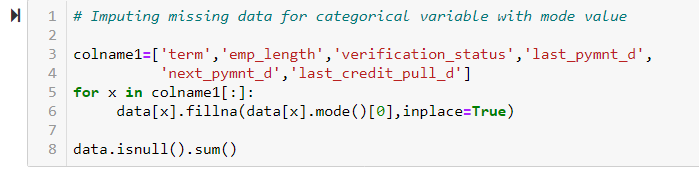 1 # Imputing missing data for categorical variable with mode value
2
3 colname1=['term','emp_length','verification_status','last_pymnt_d',
4           'next_pymnt_d','last_credit_pull_d']
5 for x in colname1[:]:
6     data[x].fillna(data[x].mode()[0],inplace=True)
7
8 data.isnull().sum()